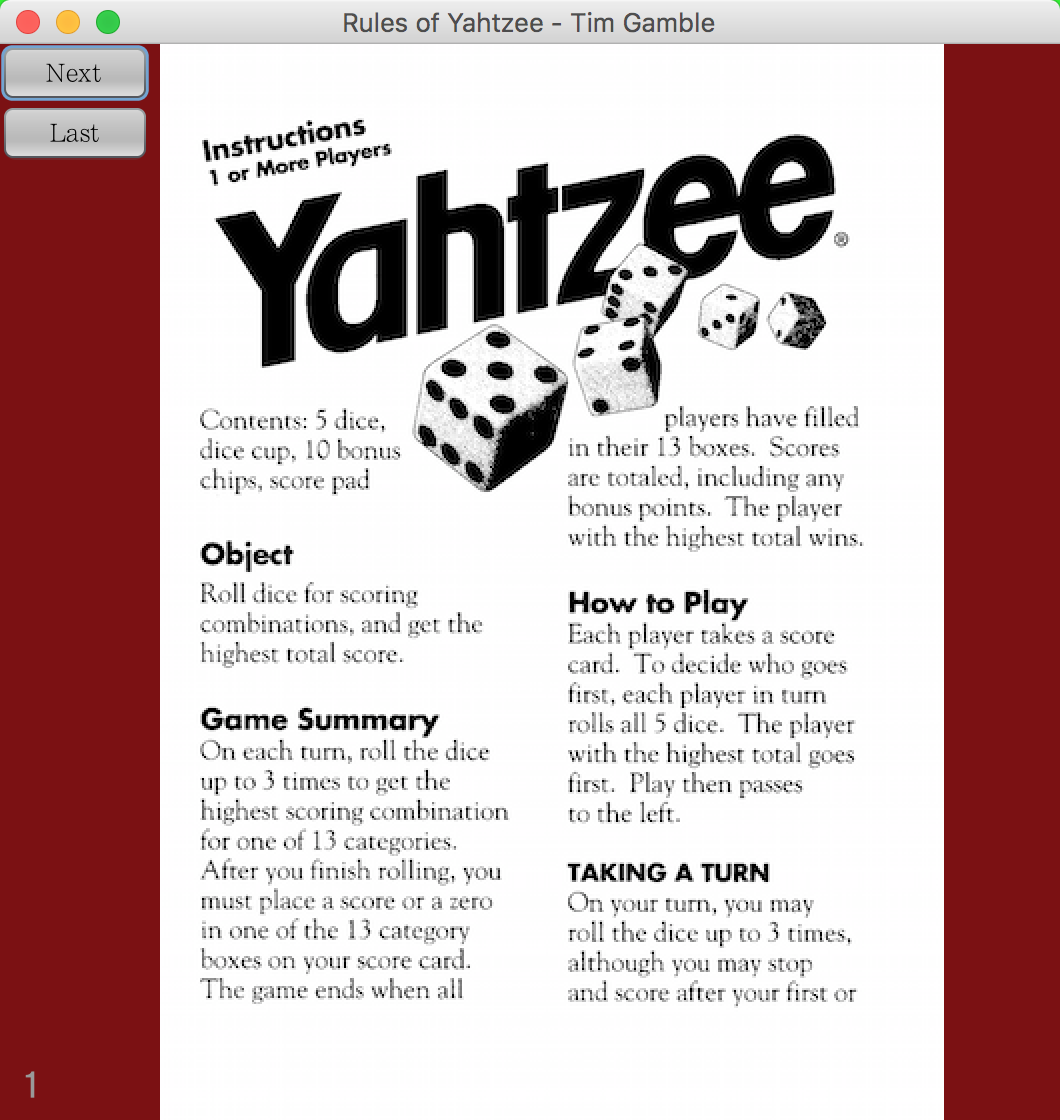 Rules of Yahtzee - Tim Gamble
Next
Last
Instructions
1 or More Players
Yahtzee®
Contents: 5 dice,
dice cup, 10 bonus
chips, score pad
Object
Roll dice for scoring
combinations, and get the
highest total score.
Game Summary
On each turn, roll the dice
up to 3 times to get the
highest scoring combination
for one of 13 categories.
After you finish rolling, you
must place a score or a zero
in one of the 13 category
boxes on your score card.
The game ends when all
players have filled
in their 13 boxes.  Scores
are totaled, including any
bonus points.  The player
with the highest total wins.
How to Play
Each player takes a score
card.  To decide who goes
first, each player in turn
rolls all 5 dice.  The player
with the highest total goes
first.  Play then passes
to the left.
TAKING A TURN
On your turn, you may
roll the dice up to 3 times,
although you may stop
and score after your first or
1